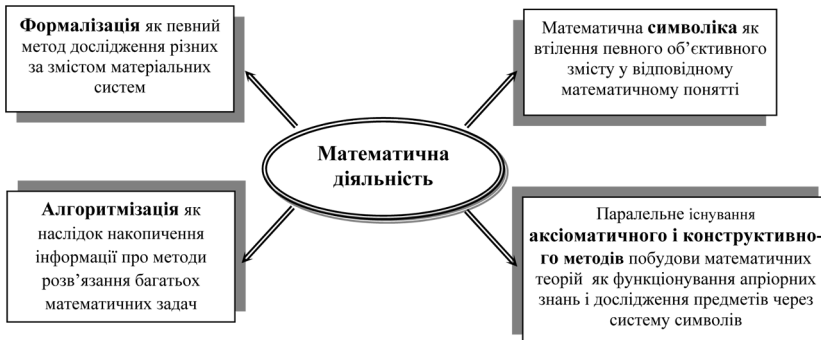 Формалізація як певний
метод дослідження різних
за змістом матеріальних
систем
Математична символіка як
втілення певного об’єктивного
змісту у відповідному
математичному понятті
Математична
діяльність
Алгоритмізація як
наслідок накопичення
інформації про методи
розв’язання багатьох
математичних задач
Паралельне існування
аксіоматичного і конструктивно-
го методів побудови математичних
теорій як функціонування апріорних
знань і дослідження предметів через
систему символів